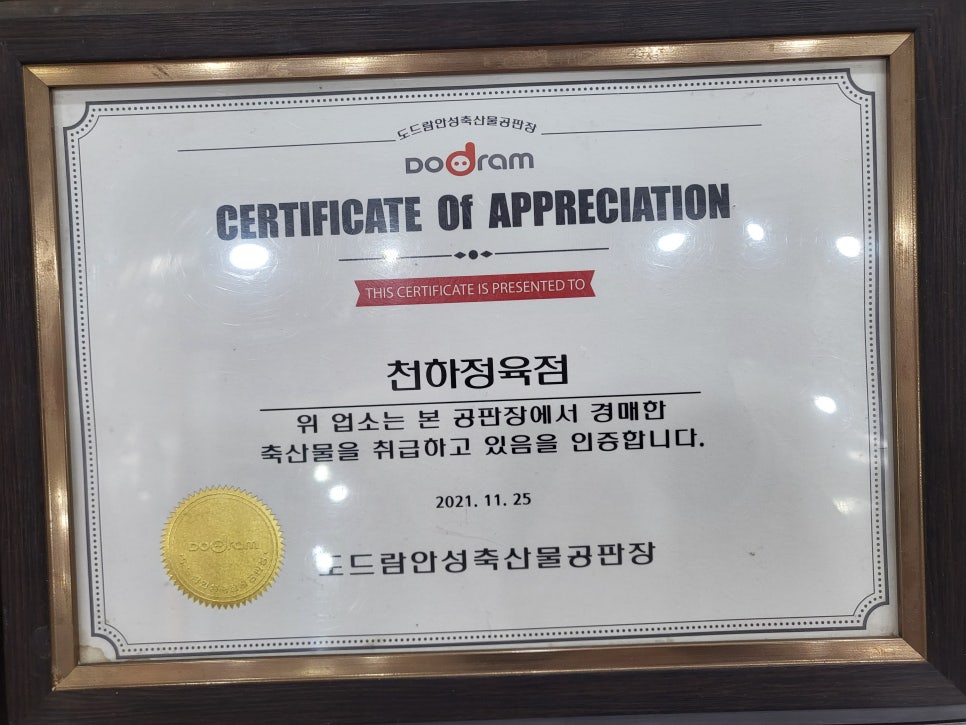 도드람안성축산물공판장
DODram
CERTIFICATE Of APPRECIATION
THIS CERTIFICATE IS PRESENTED TO
천하정육점
위 업소는 본 공판장에서 경매한
축산물을 취급하고 있음을 인증합니다.
2021. 11. 25
도드람안성축산물공판장
DODram